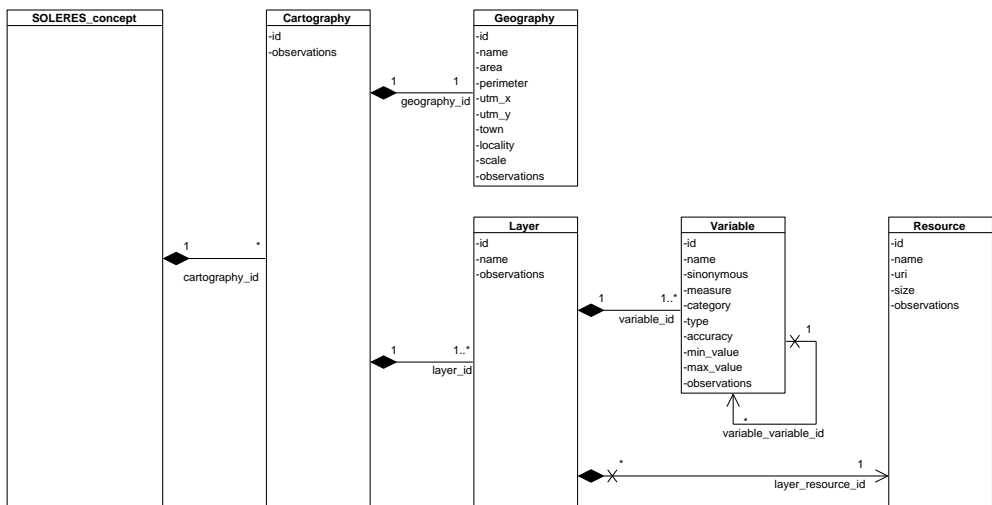 SOLERES_concept
Cartography
-id
-observations
Geography
-id
-name
-area
-perimeter
-utm_x
-utm_y
-town
-locality
-scale
-observations
1
1
geography_id
1
*
cartography_id
Layer
-id
-name
-observations
1
1..*
layer_id
Variable
-id
-name
-sinonymous
-measure
-category
-type
-accuracy
-min_value
-max_value
-observations
1
1..*
variable_id
1
*
variable_variable_id
Resource
-id
-name
-uri
-size
-observations
*
1
layer_resource_id